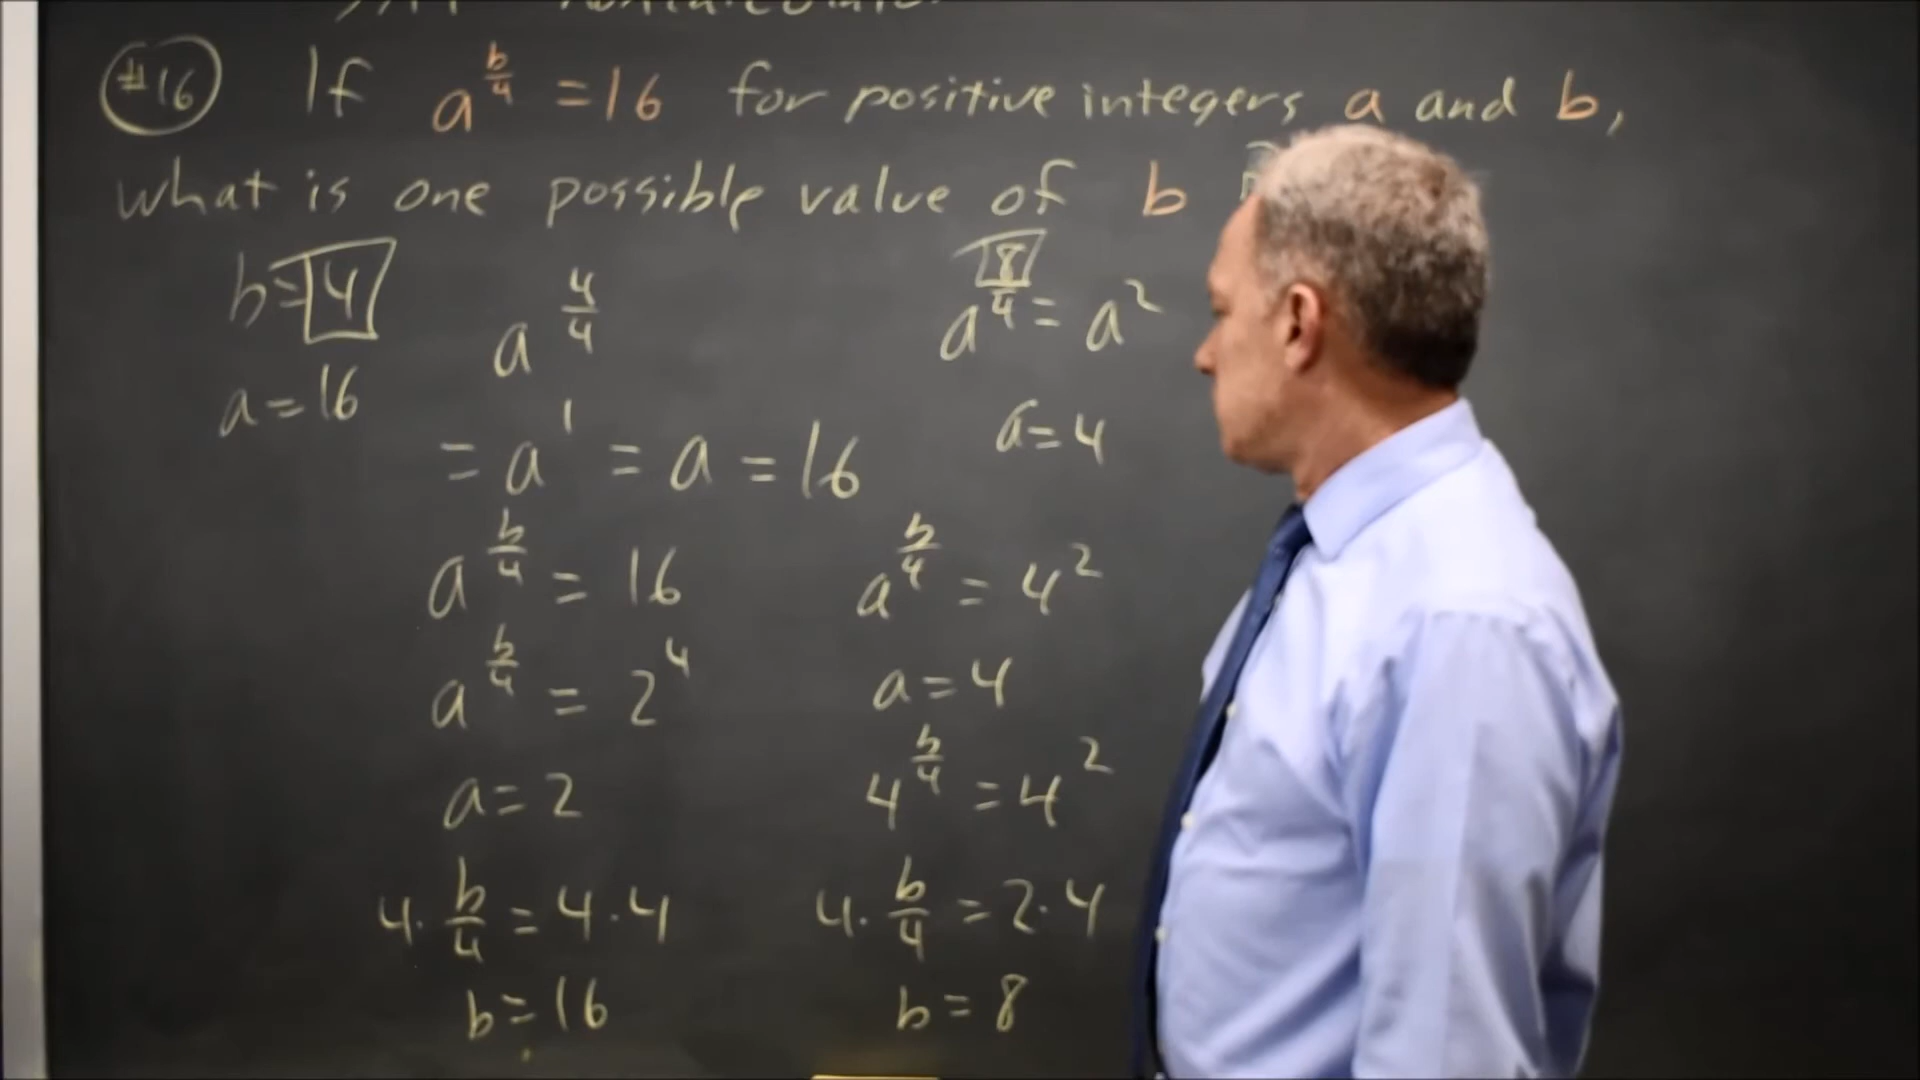 #16 If a^(b/4) = 16 for positive integers a and b,
what is one possible value of b
b = 4
a = 16
a^(4/4)
= a^1 = a = 16
a^(b/4) = 16
a^(b/4) = 2^4
a = 2
4 · b/4 = 4 · 4
b = 16
a^(8/4) = a^2
a = 4
a^(b/4) = 4^2
a = 4
4^(b/4) = 4^2
4 · b/4 = 2 · 4
b = 8